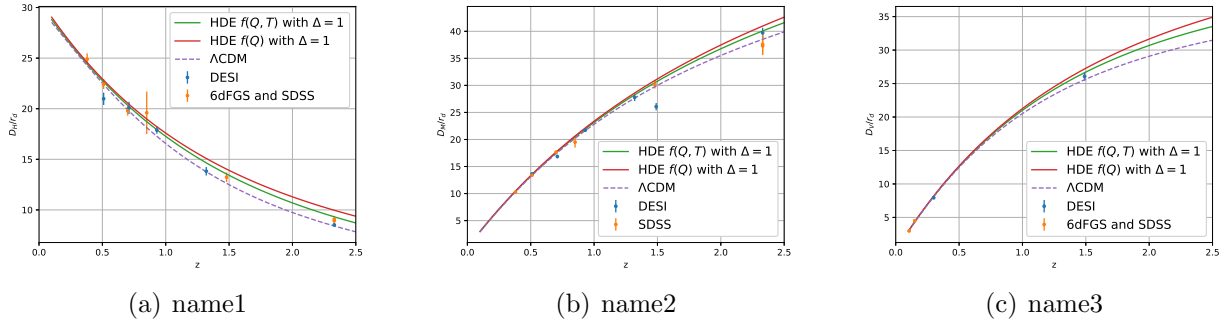 30
25
20
15
10
0.0 0.5 1.0 1.5 2.0 2.5
z
D_H/r_d
HDE f(Q, T) with Δ = 1
HDE f(Q) with Δ = 1
ΛCDM
DESI
6dFGS and SDSS
(a) name1
40
35
30
25
20
15
10
5
0.0 0.5 1.0 1.5 2.0 2.5
z
D_M/r_d
HDE f(Q, T) with Δ = 1
HDE f(Q) with Δ = 1
ΛCDM
DESI
SDSS
(b) name2
35
30
25
20
15
10
5
0.0 0.5 1.0 1.5 2.0 2.5
z
D_V/r_d
HDE f(Q, T) with Δ = 1
HDE f(Q) with Δ = 1
ΛCDM
DESI
6dFGS and SDSS
(c) name3